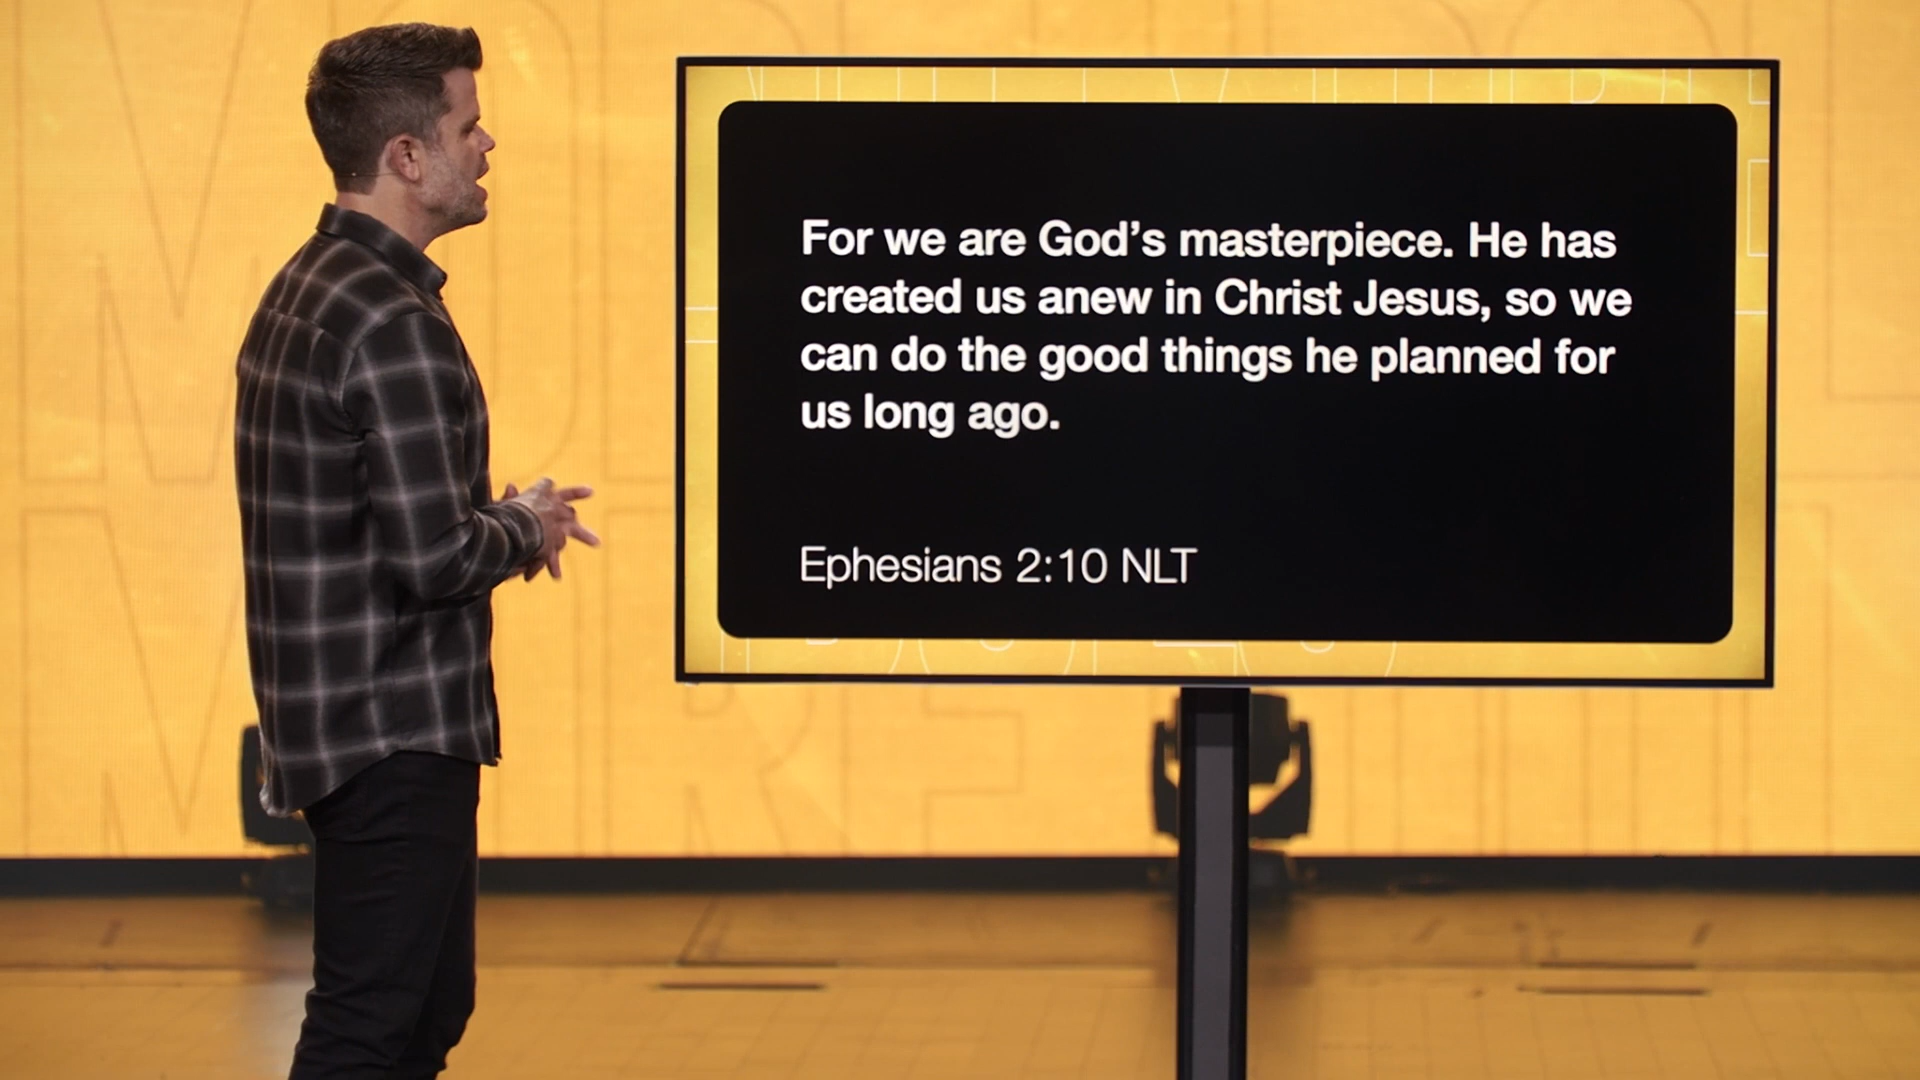 For we are God's masterpiece. He has
created us anew in Christ Jesus, so we
can do the good things he planned for
us long ago.
Ephesians 2:10 NLT
MORE